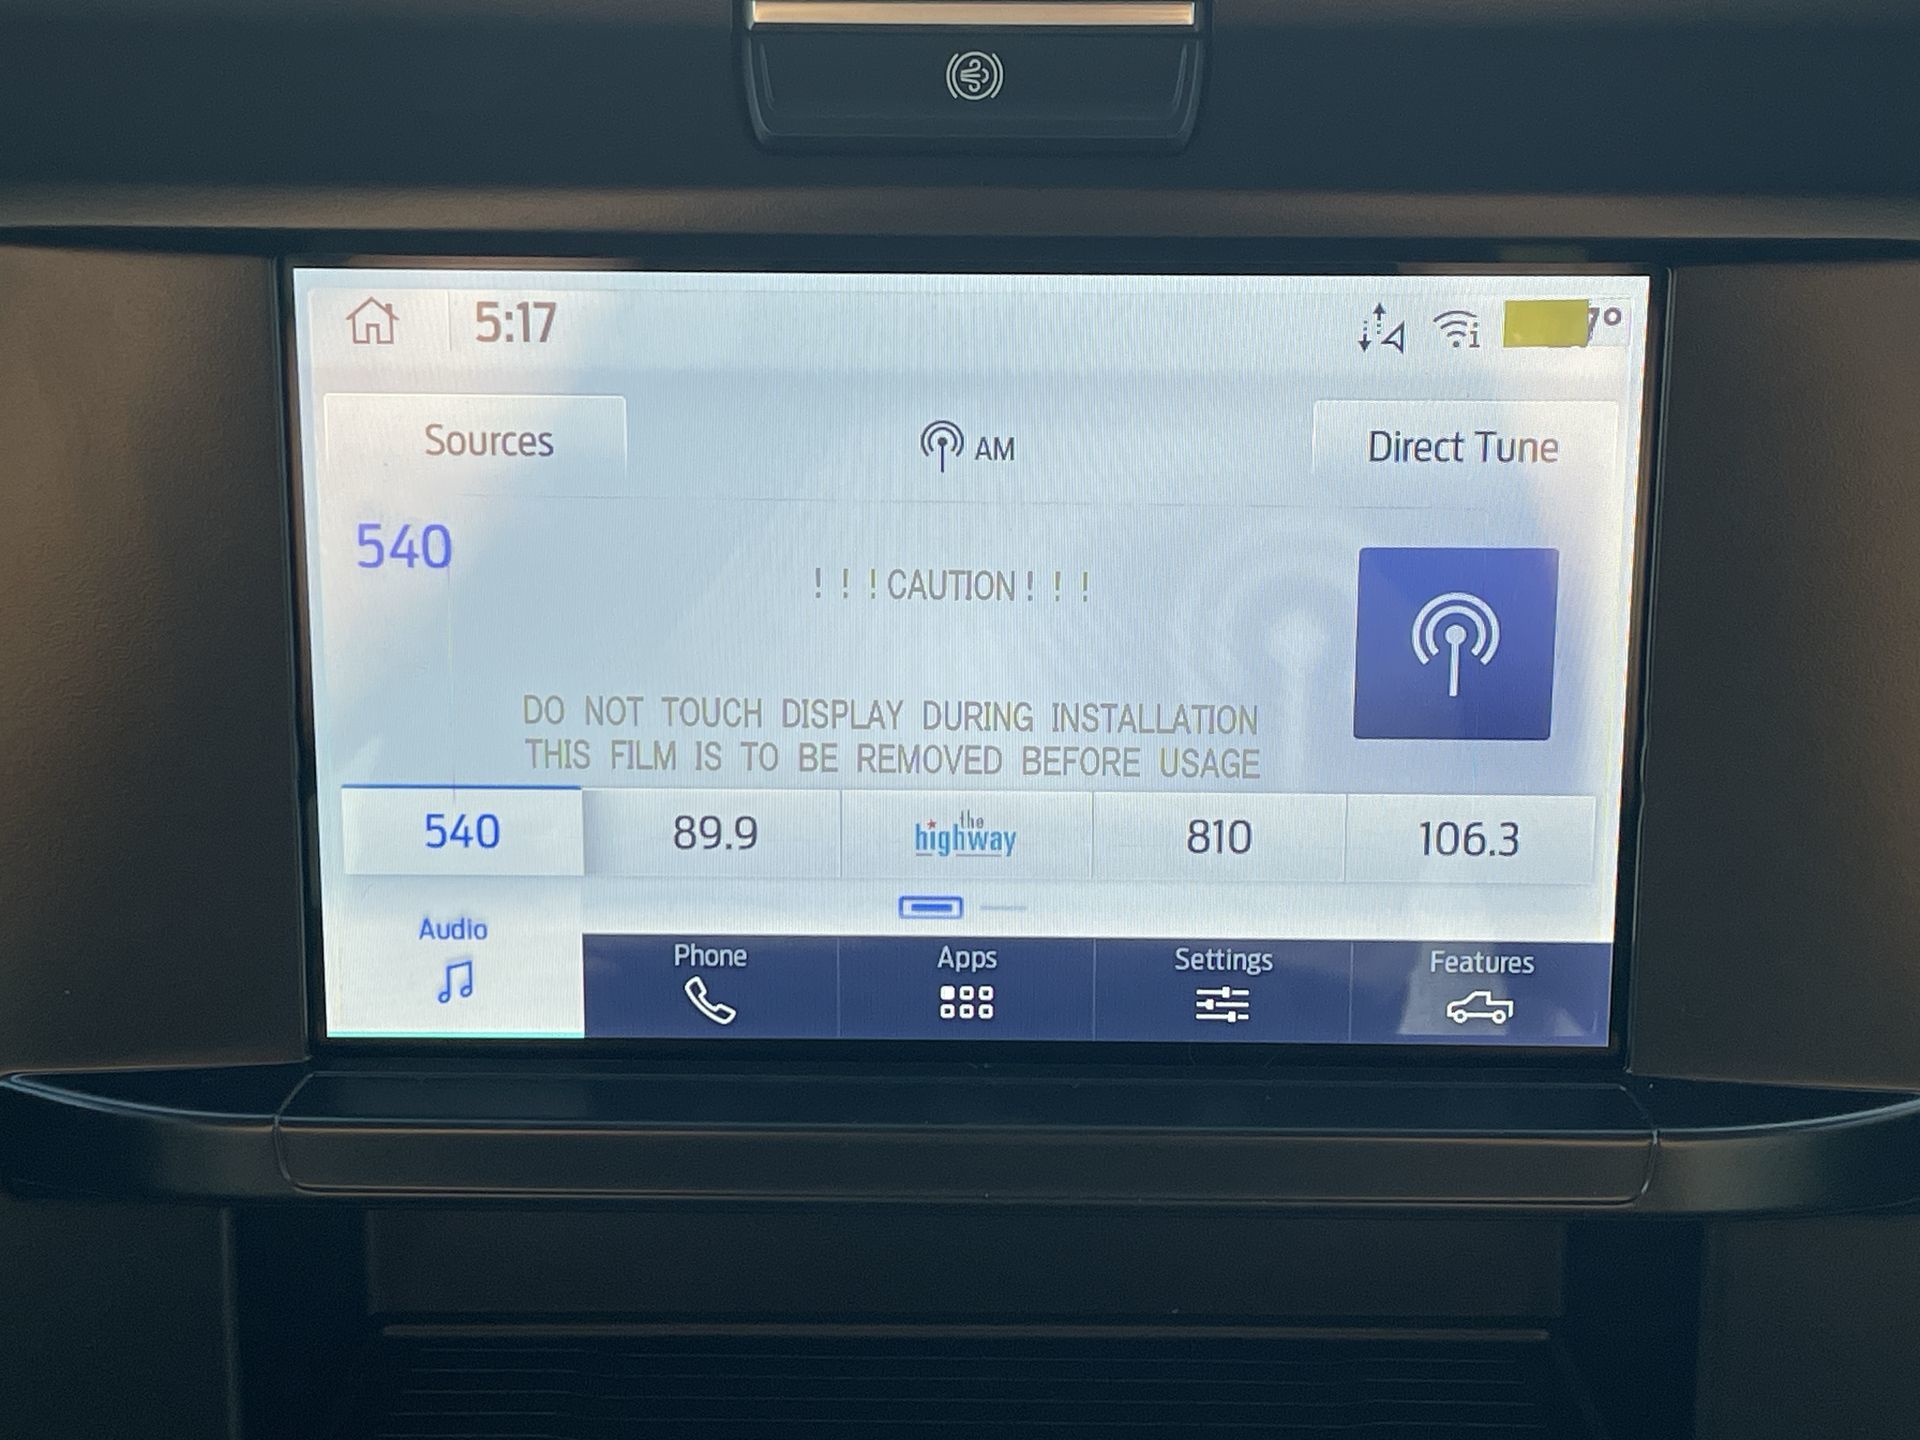 5:17
7°
Sources
AM
Direct Tune
540
! ! ! CAUTION ! ! !
DO NOT TOUCH DISPLAY DURING INSTALLATION
THIS FILM IS TO BE REMOVED BEFORE USAGE
540
89.9
the
highway
810
106.3
Audio
Phone
Apps
Settings
Features